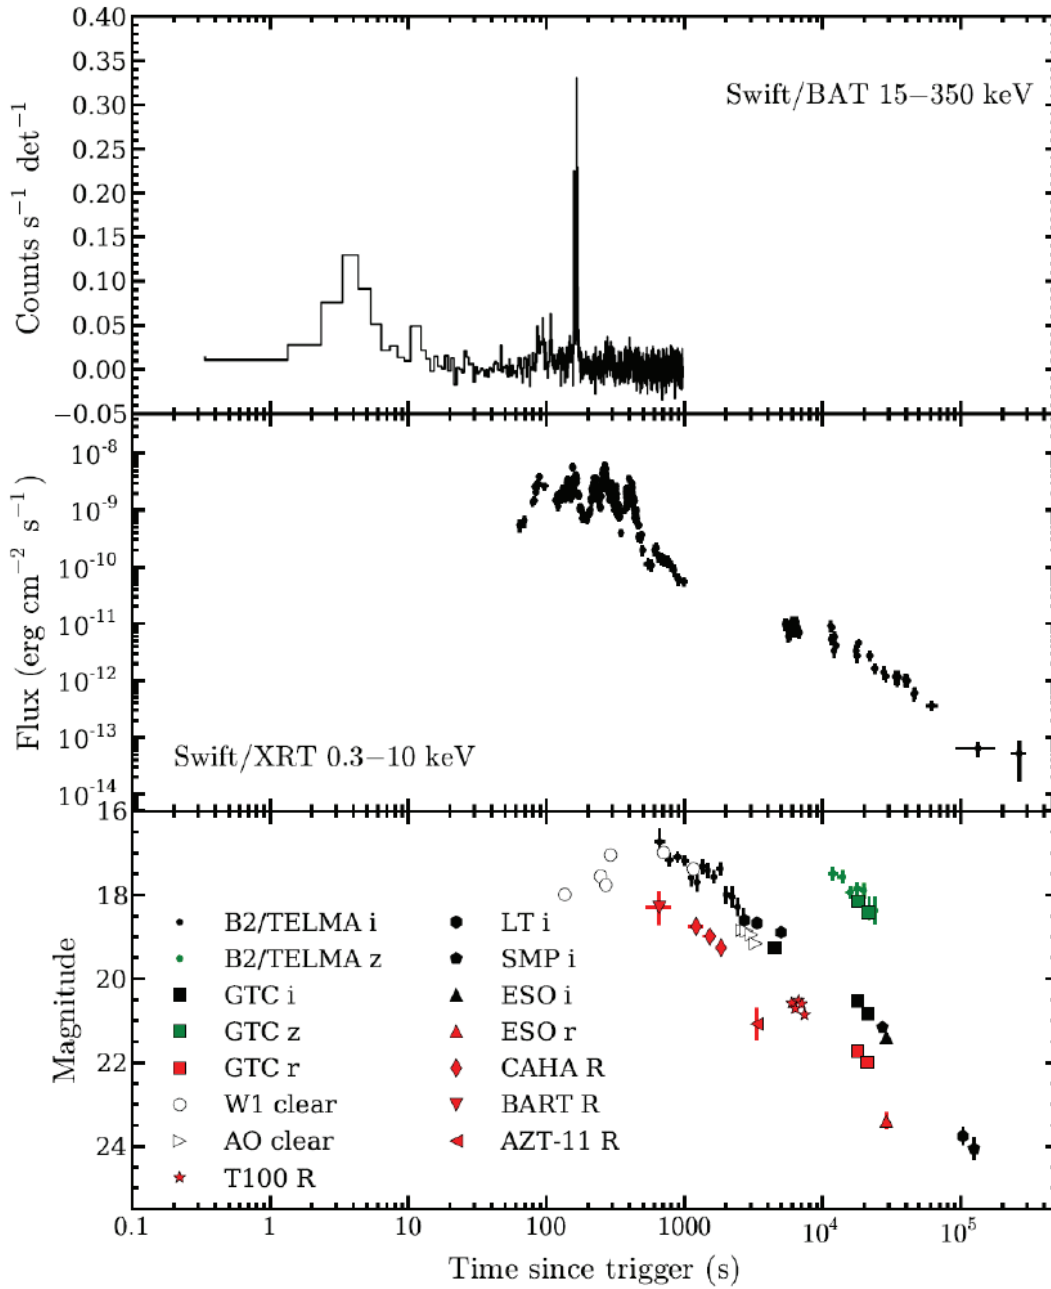 0.40
0.35
0.30
0.25
0.20
0.15
0.10
0.05
0.00
−0.05
Counts s⁻¹ det⁻¹
Swift/BAT 15−350 keV
10⁻⁸
10⁻⁹
10⁻¹⁰
10⁻¹¹
10⁻¹²
10⁻¹³
10⁻¹⁴
Flux (erg cm⁻² s⁻¹)
Swift/XRT 0.3−10 keV
16
18
20
22
24
Magnitude
B2/TELMA i
B2/TELMA z
GTC i
GTC z
GTC r
W1 clear
AO clear
T100 R
LT i
SMP i
ESO i
ESO r
CAHA R
BART R
AZT-11 R
0.1 1 10 100 1000 10⁴ 10⁵
Time since trigger (s)